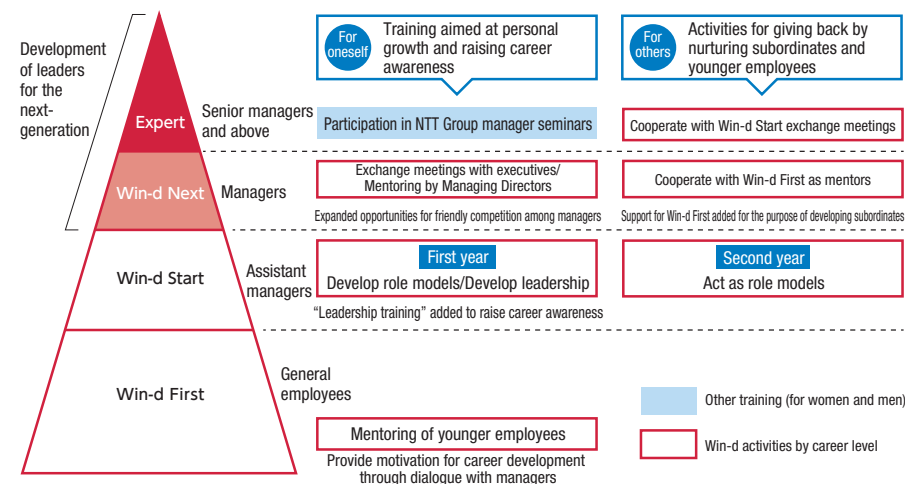 Development
of leaders
for the
next-
generation
For
oneself
Training aimed at personal
growth and raising career
awareness
For
others
Activities for giving back by
nurturing subordinates and
younger employees
Expert
Senior managers
and above
Participation in NTT Group manager seminars
Cooperate with Win-d Start exchange meetings
Win-d Next
Managers
Exchange meetings with executives/
Mentoring by Managing Directors
Cooperate with Win-d First as mentors
Expanded opportunities for friendly competition among managers
Support for Win-d First added for the purpose of developing subordinates
Win-d Start
Assistant
managers
First year
Develop role models/Develop leadership
Second year
Act as role models
“Leadership training” added to raise career awareness
Win-d First
General
employees
Mentoring of younger employees
Provide motivation for career development
through dialogue with managers
Other training (for women and men)
Win-d activities by career level